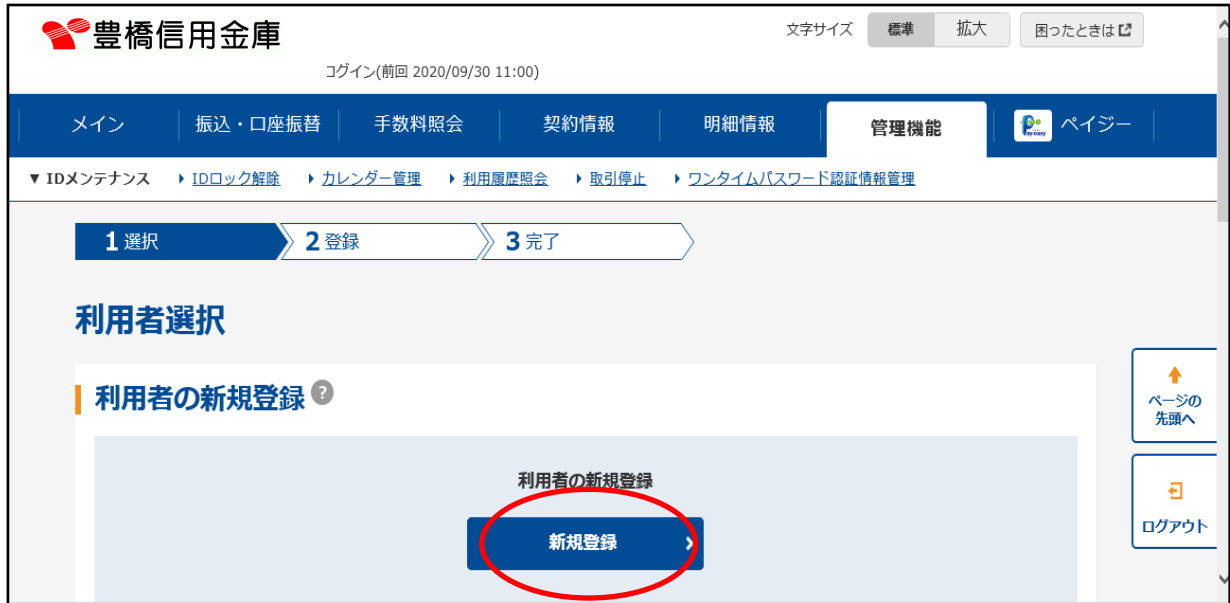 豊橋信用金庫
文字サイズ 標準 拡大 困ったときは
コグイン(前回 2020/09/30 11:00)
メイン 振込・口座振替 手数料照会 契約情報 明細情報 管理機能 Pay-easy ペイジー
▼ IDメンテナンス IDロック解除 カレンダー管理 利用履歴照会 取引停止 ワンタイムパスワード認証情報管理
1 選択 2 登録 3 完了
利用者選択
利用者の新規登録 ?
利用者の新規登録
新規登録
ページの
先頭へ
ログアウト